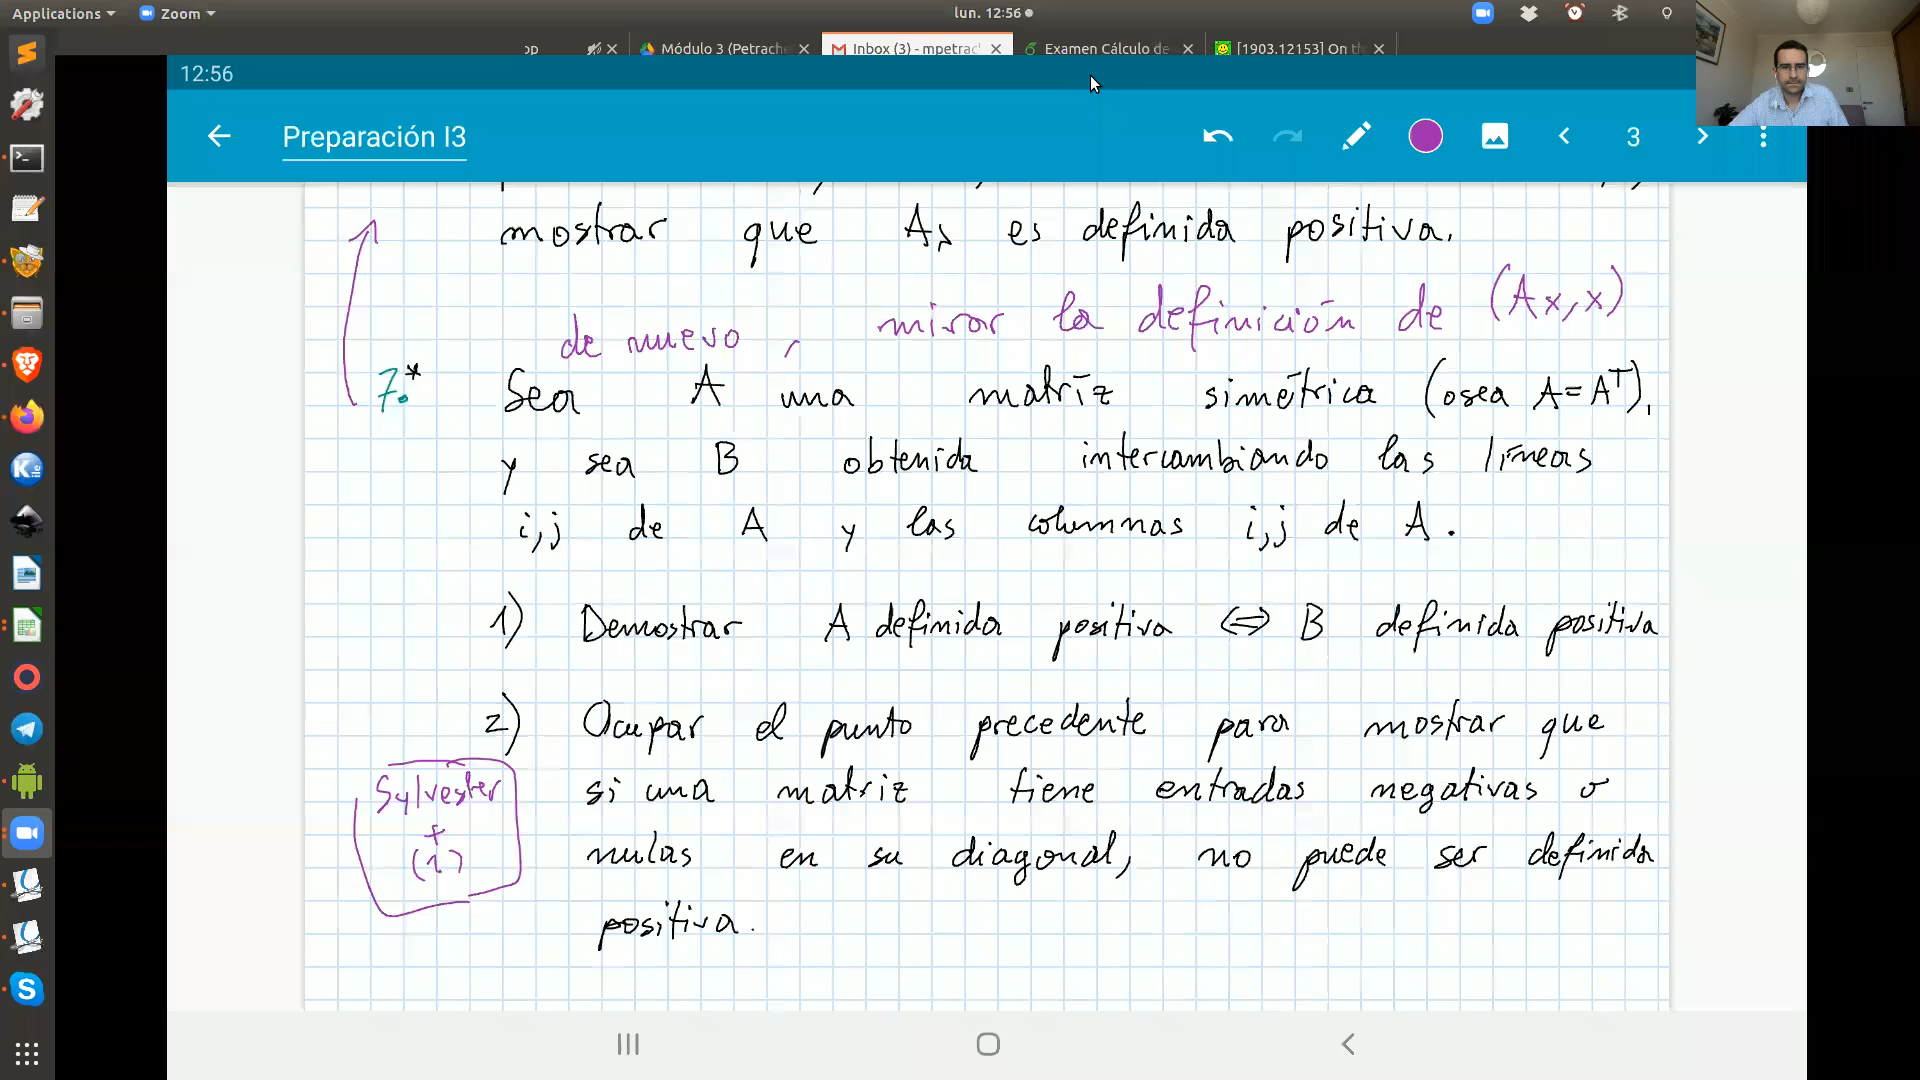 Applications
Zoom
lun. 12:56
op
Módulo 3 (Petrache
Inbox (3) - mpetrac
Examen Cálculo de
[1903.12153] On th
12:56
Preparación I3
3
mostrar que Aλ es definida positiva.
de nuevo, mirar la definición de (Ax,x)
7.* Sea A una matriz simétrica (osea A=Aᵀ),
y sea B obtenida intercambiando las líneas
i,j de A y las columnas i,j de A.
1) Demostrar A definida positiva ⇔ B definida positiva
2) Ocupar el punto precedente para mostrar que
si una matriz tiene entradas negativas o
nulas en su diagonal, no puede ser definida
positiva.
Sylvester
+
(1)